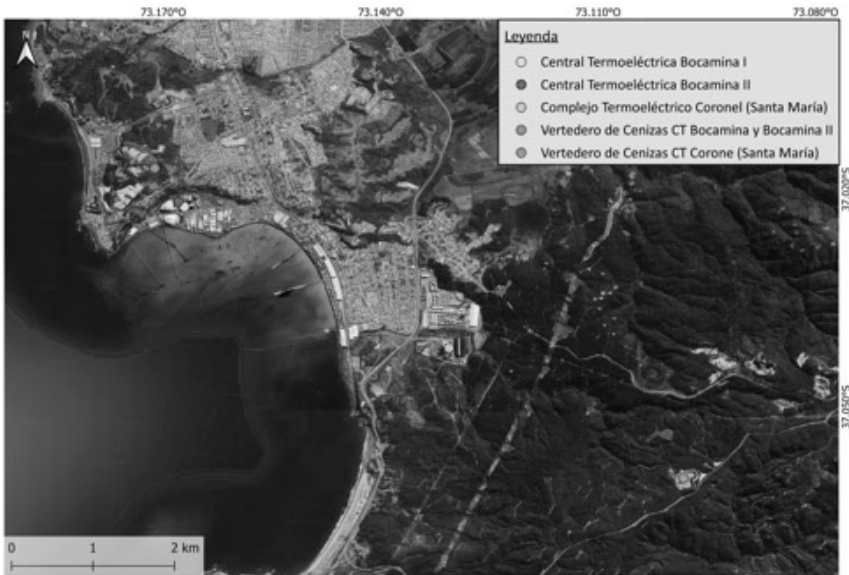 73.170°O 73.140°O 73.110°O 73.080°O
N
Leyenda
Central Termoeléctrica Bocamina I
Central Termoeléctrica Bocamina II
Complejo Termoeléctrico Coronel (Santa María)
Vertedero de Cenizas CT Bocamina y Bocamina II
Vertedero de Cenizas CT Corone (Santa María)
37.020°S
37.050°S
0 1 2 km